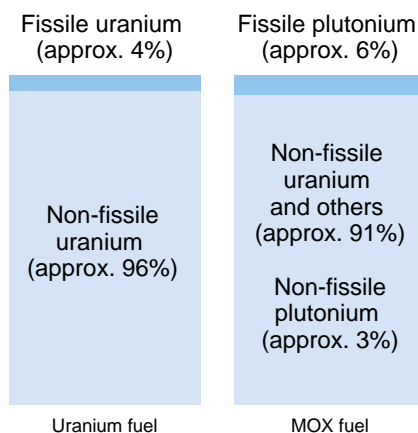 Fissile uranium
(approx. 4%)
Non-fissile
uranium
(approx. 96%)
Uranium fuel
Fissile plutonium
(approx. 6%)
Non-fissile
uranium
and others
(approx. 91%)
Non-fissile
plutonium
(approx. 3%)
MOX fuel